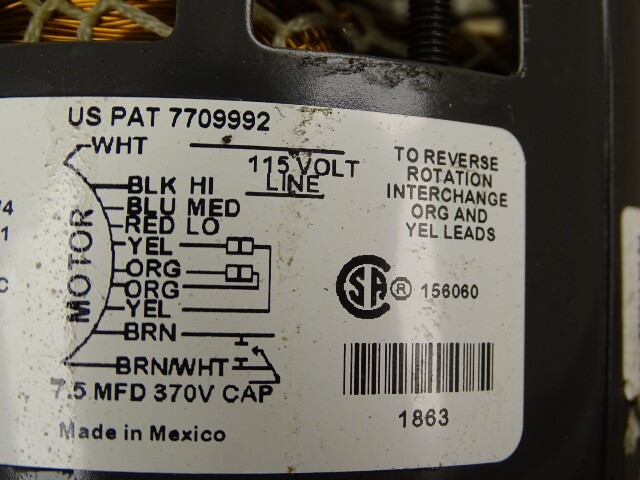 US PAT 7709992
WHT
115 VOLT
LINE
BLK HI
BLU MED
RED LO
YEL
ORG
ORG
YEL
BRN
BRN/WHT
7.5 MFD 370V CAP
Made in Mexico
MOTOR
TO REVERSE
ROTATION
INTERCHANGE
ORG AND
YEL LEADS
CSA ® 156060
1863